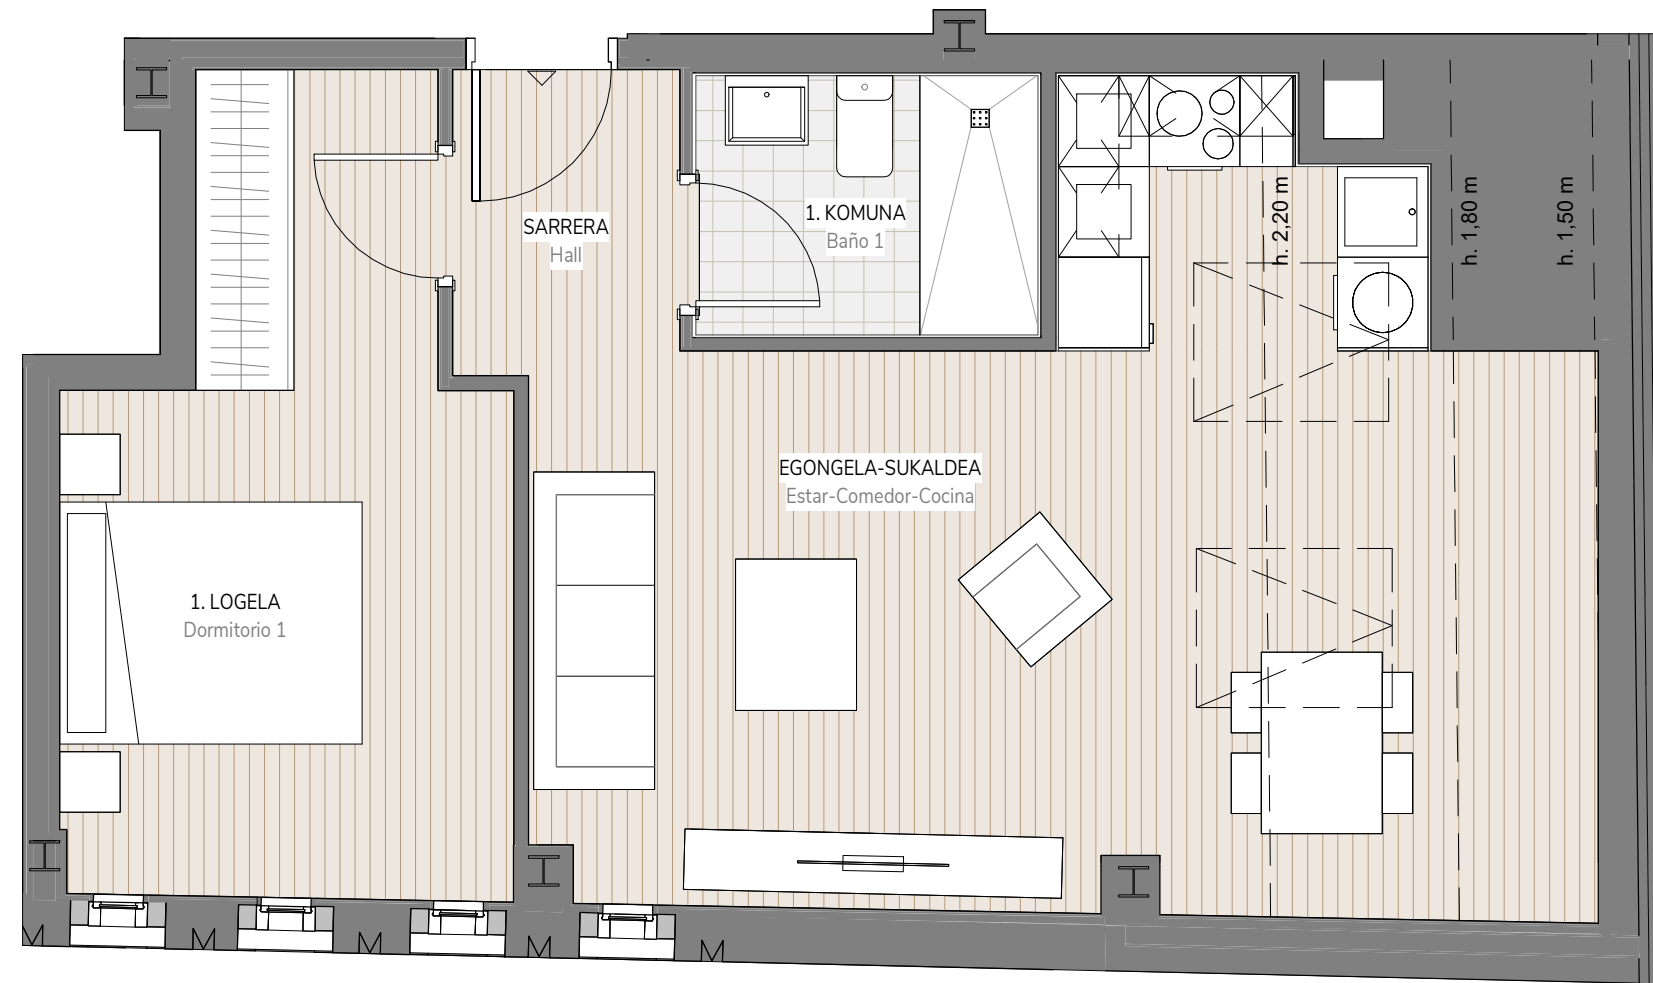 SARRERA
Hall
1. KOMUNA
Baño 1
h. 2,20 m
h. 1,80 m
h. 1,50 m
EGONGELA-SUKALDEA
Estar-Comedor-Cocina
1. LOGELA
Dormitorio 1